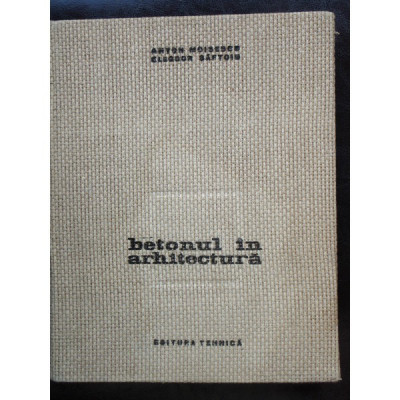 ANTON MOISESCU
ELEODOR SĂFTOIU
betonul în
arhitectură
EDITURA TEHNICĂ